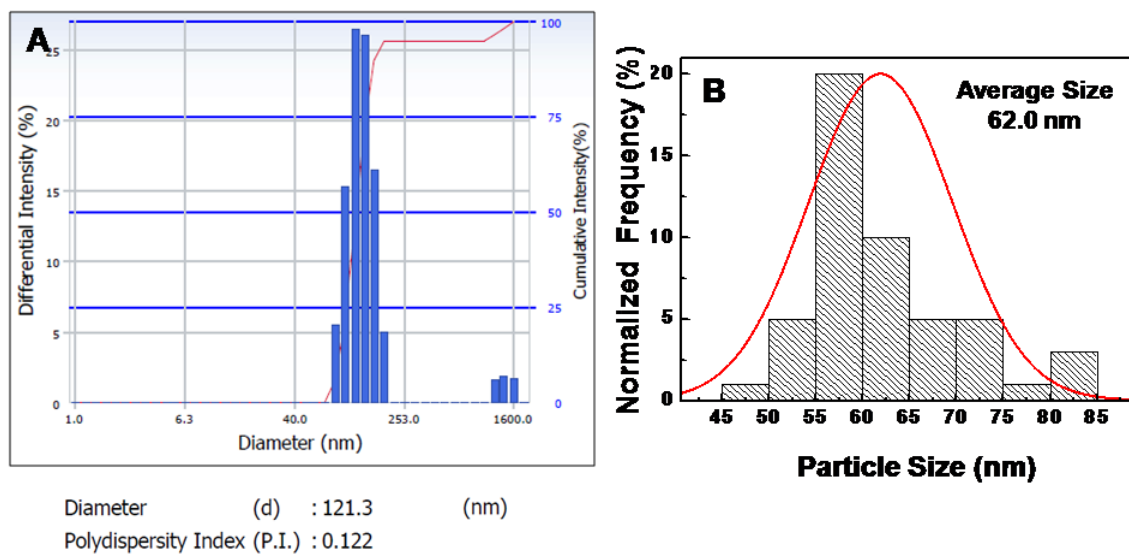 A
Differential Intensity (%)
25
20
15
10
5
0
100
75
50
25
0
Cumulative Intensity(%)
1.0 6.3 40.0 253.0 1600.0
Diameter (nm)
Diameter (d) : 121.3 (nm)
Polydispersity Index (P.I.) : 0.122
B
Average Size
62.0 nm
Normalized Frequency (%)
20
15
10
5
0
45 50 55 60 65 70 75 80 85
Particle Size (nm)